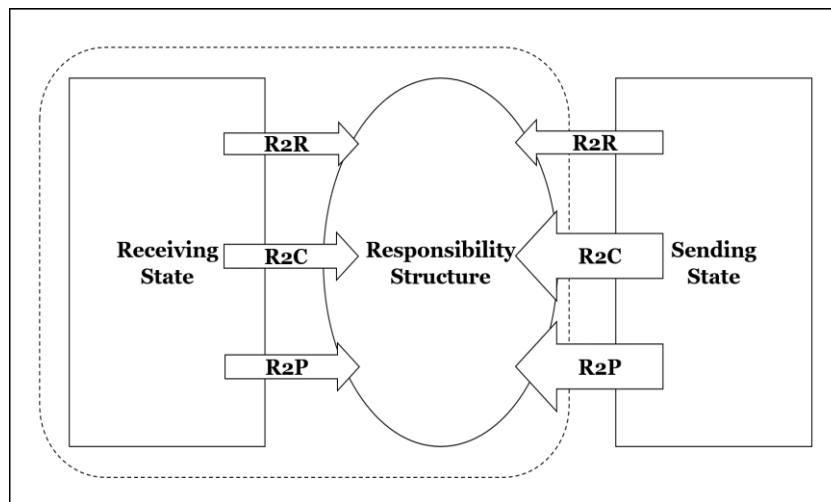 R2R
R2R
Receiving
State
R2C
Responsibility
Structure
R2C
Sending
State
R2P
R2P